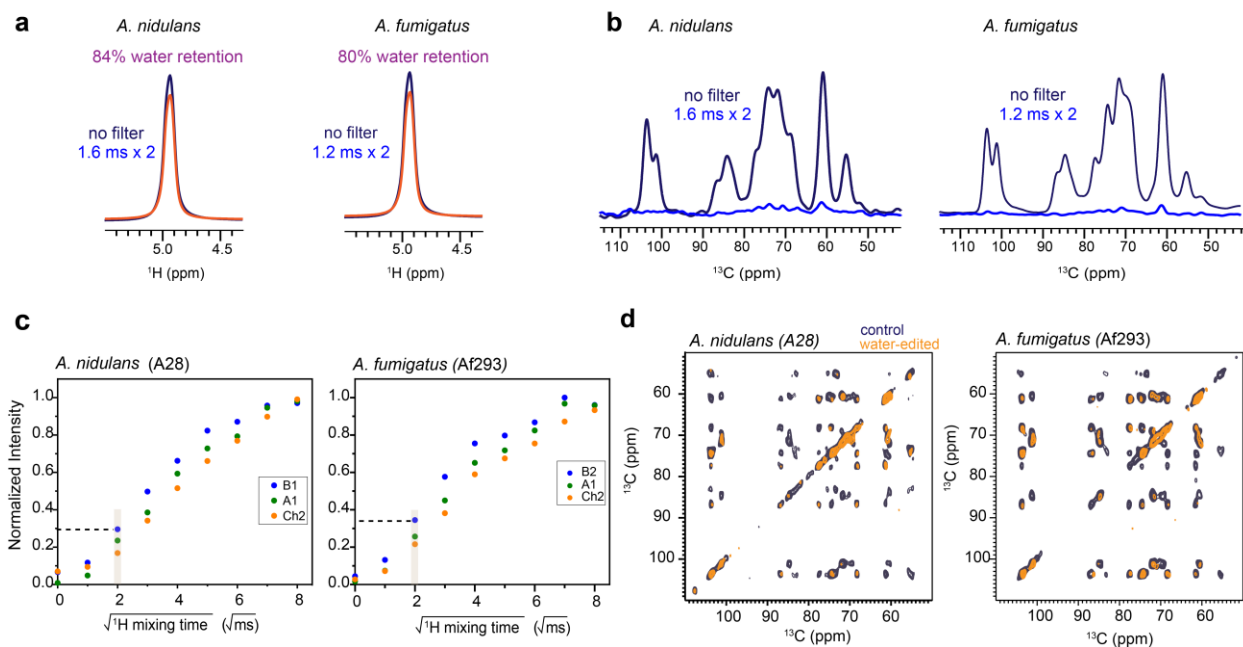 a
A. nidulans
A. fumigatus
84% water retention
80% water retention
no filter
1.6 ms x 2
no filter
1.2 ms x 2
5.0
4.5
5.0
4.5
¹H (ppm)
¹H (ppm)
b
A. nidulans
A. fumigatus
no filter
1.6 ms x 2
no filter
1.2 ms x 2
110 100 90 80 70 60 50
110 100 90 80 70 60 50
¹³C (ppm)
¹³C (ppm)
c
A. nidulans (A28)
A. fumigatus (Af293)
Normalized Intensity
1.0
0.8
0.6
0.4
0.2
0.0
B1
A1
Ch2
0 2 4 6 8
√¹H mixing time (√ms)
1.0
0.8
0.6
0.4
0.2
0.0
B2
A1
Ch2
0 2 4 6 8
√¹H mixing time (√ms)
d
A. nidulans (A28)
control
water-edited
A. fumigatus (Af293)
¹³C (ppm)
60
70
80
90
100
100 90 80 70 60
¹³C (ppm)
¹³C (ppm)
60
70
80
90
100
100 90 80 70 60
¹³C (ppm)